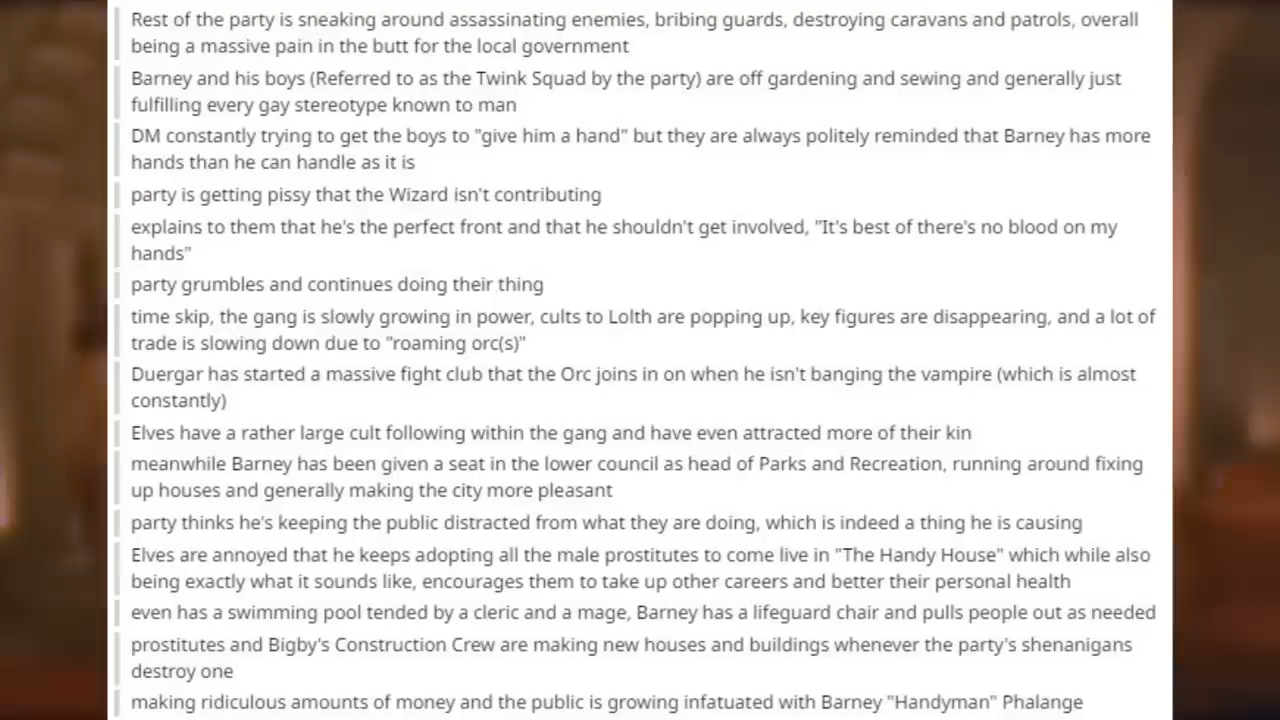 Rest of the party is sneaking around assassinating enemies, bribing guards, destroying caravans and patrols, overall
being a massive pain in the butt for the local government
Barney and his boys (Referred to as the Twink Squad by the party) are off gardening and sewing and generally just
fulfilling every gay stereotype known to man
DM constantly trying to get the boys to "give him a hand" but they are always politely reminded that Barney has more
hands than he can handle as it is
party is getting pissy that the Wizard isn't contributing
explains to them that he's the perfect front and that he shouldn't get involved, "It's best of there's no blood on my
hands"
party grumbles and continues doing their thing
time skip, the gang is slowly growing in power, cults to Lolth are popping up, key figures are disappearing, and a lot of
trade is slowing down due to "roaming orc(s)"
Duergar has started a massive fight club that the Orc joins in on when he isn't banging the vampire (which is almost
constantly)
Elves have a rather large cult following within the gang and have even attracted more of their kin
meanwhile Barney has been given a seat in the lower council as head of Parks and Recreation, running around fixing
up houses and generally making the city more pleasant
party thinks he's keeping the public distracted from what they are doing, which is indeed a thing he is causing
Elves are annoyed that he keeps adopting all the male prostitutes to come live in "The Handy House" which while also
being exactly what it sounds like, encourages them to take up other careers and better their personal health
even has a swimming pool tended by a cleric and a mage, Barney has a lifeguard chair and pulls people out as needed
prostitutes and Bigby's Construction Crew are making new houses and buildings whenever the party's shenanigans
destroy one
making ridiculous amounts of money and the public is growing infatuated with Barney "Handyman" Phalange